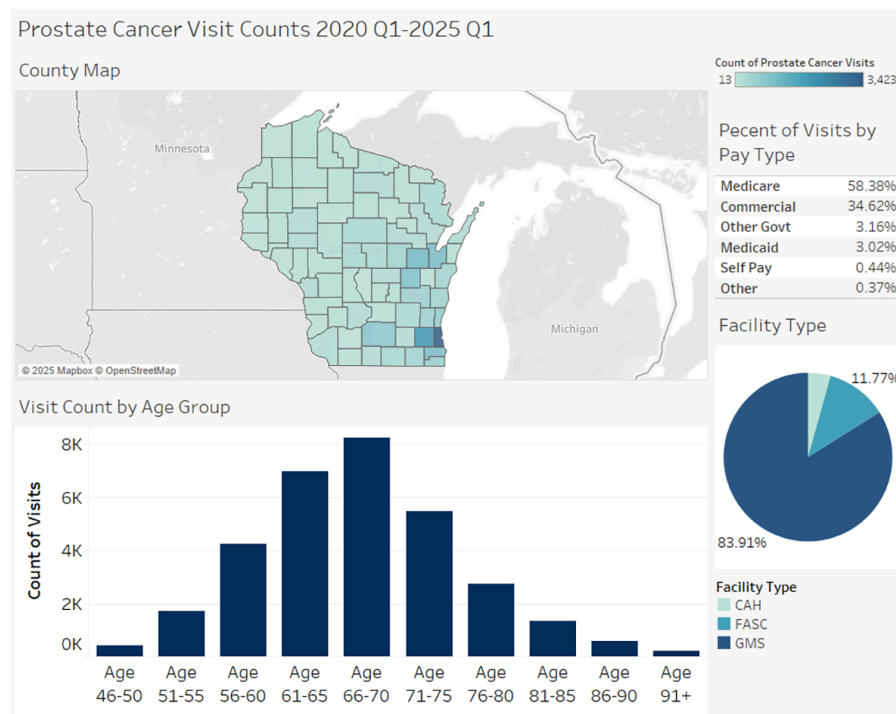 Prostate Cancer Visit Counts 2020 Q1-2025 Q1
County Map
Minnesota
Wisconsin
Michigan
© 2025 Mapbox © OpenStreetMap
Count of Prostate Cancer Visits
13 3,423
Pecent of Visits by
Pay Type
Medicare 58.38%
Commercial 34.62%
Other Govt 3.16%
Medicaid 3.02%
Self Pay 0.44%
Other 0.37%
Facility Type
11.77%
83.91%
Facility Type
CAH
FASC
GMS
Visit Count by Age Group
Count of Visits
8K
6K
4K
2K
0K
Age Age Age Age Age Age Age Age Age Age
46-50 51-55 56-60 61-65 66-70 71-75 76-80 81-85 86-90 91+